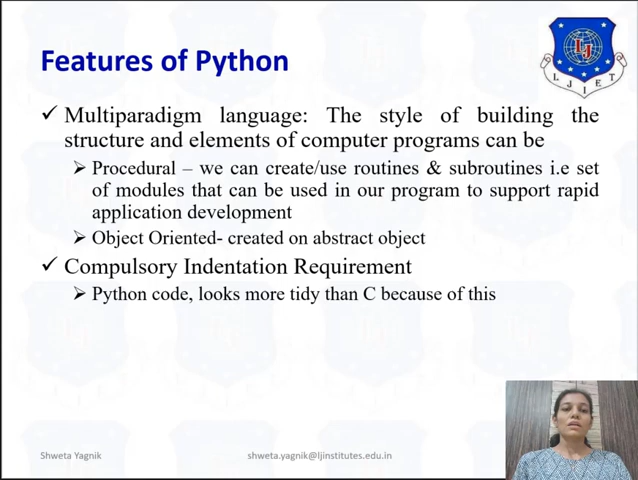 Features of Python
LJ
LJIET
✓ Multiparadigm language: The style of building the
structure and elements of computer programs can be
➢ Procedural – we can create/use routines & subroutines i.e set
of modules that can be used in our program to support rapid
application development
➢ Object Oriented- created on abstract object
✓ Compulsory Indentation Requirement
➢ Python code, looks more tidy than C because of this
Shweta Yagnik
shweta.yagnik@ljinstitutes.edu.in